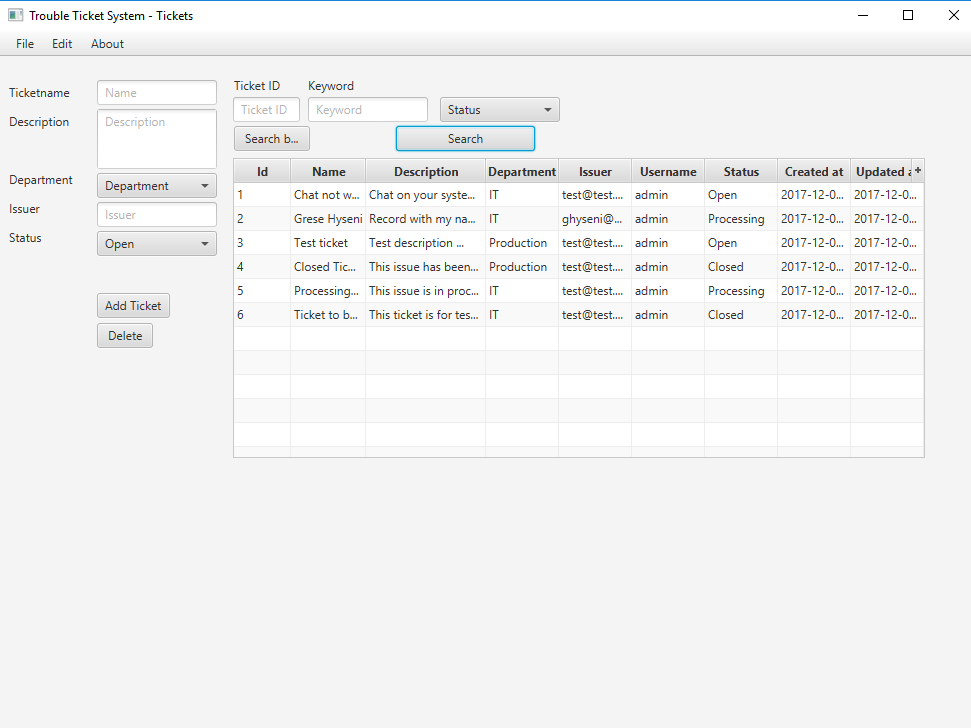 Trouble Ticket System - Tickets
File Edit About
Ticketname Name
Description Description
Department Department
Issuer Issuer
Status Open
Add Ticket
Delete
Ticket ID Keyword
Ticket ID Keyword Status
Search b... Search
Id Name Description Department Issuer Username Status Created at Updated a +
1 Chat not w... Chat on your syste... IT test@test.... admin Open 2017-12-0... 2017-12-0...
2 Grese Hyseni Record with my na... IT ghyseni@... admin Processing 2017-12-0... 2017-12-0...
3 Test ticket Test description ... Production test@test.... admin Open 2017-12-0... 2017-12-0...
4 Closed Tic... This issue has been... Production test@test.... admin Closed 2017-12-0... 2017-12-0...
5 Processing... This issue is in proc... IT test@test.... admin Processing 2017-12-0... 2017-12-0...
6 Ticket to b... This ticket is for tes... IT test@test.... admin Closed 2017-12-0... 2017-12-0...